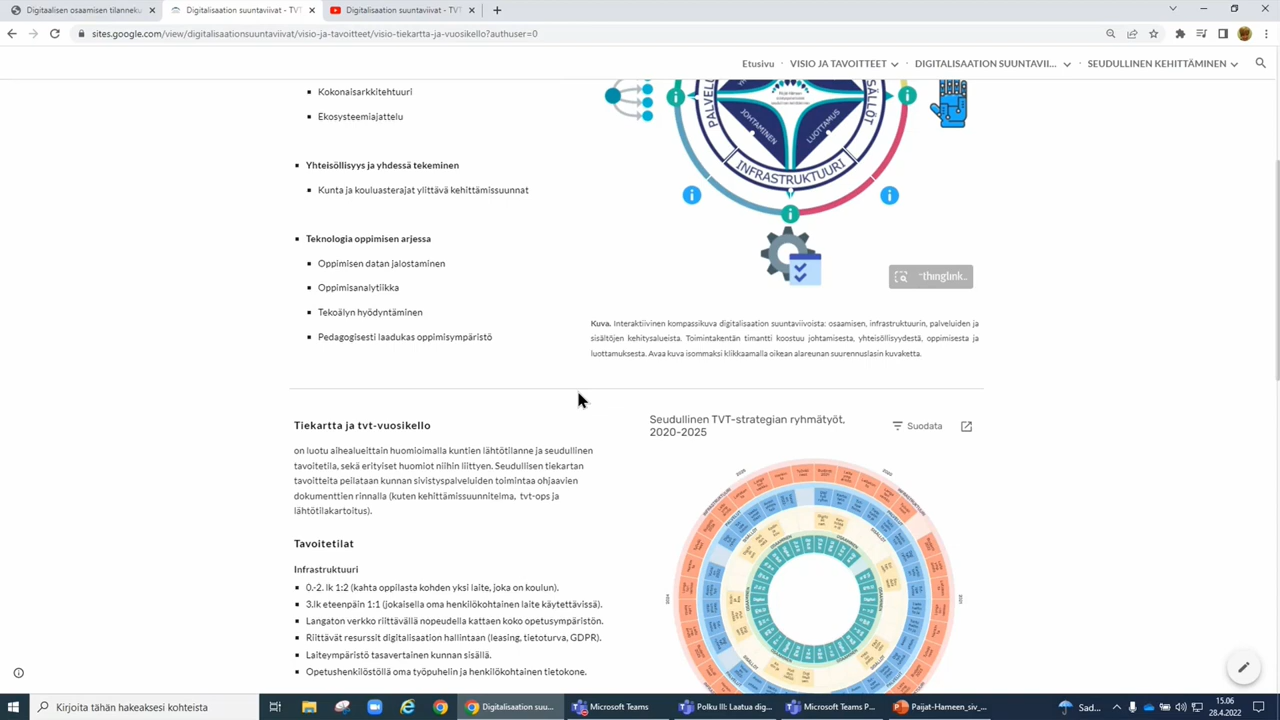 Digitaalisen osaamisen tilanneku
Digitalisaation suuntaviivat - TVT
Digitalisaation suuntaviivat - TVT
sites.google.com/view/digitalisaationsuuntaviivat/visio-ja-tavoitteet/visio-tiekartta-ja-vuosikello?authuser=0
Etusivu
VISIO JA TAVOITTEET
DIGITALISAATION SUUNTAVII...
SEUDULLINEN KEHITTÄMINEN
Kokonaisarkkitehtuuri
Ekosysteemiajattelu
Yhteisöllisyys ja yhdessä tekeminen
Kunta ja kouluasterajat ylittävä kehittämissuunnat
Teknologia oppimisen arjessa
Oppimisen datan jalostaminen
Oppimisanalytiikka
Tekoälyn hyödyntäminen
Pedagogisesti laadukas oppimisympäristö
JOHTAMINEN
LUOTTAMUS
INFRASTRUKTUURI
thinglink..
Kuva. Interaktiivinen kompassikuva digitalisaation suuntaviivoista: osaamisen, infrastruktuurin, palveluiden ja
sisältöjen kehitysalueista. Toimintakentän timantti koostuu johtamisesta, yhteisöllisyydestä, oppimisesta ja
luottamuksesta. Avaa kuva isommaksi klikkaamalla oikean alareunan suurennuslasin kuvaketta.
Tiekartta ja tvt-vuosikello
on luotu aihealueittain huomioimalla kuntien lähtötilanne ja seudullinen
tavoitetila, sekä erityiset huomiot niihin liittyen. Seudullisen tiekartan
tavoitteita peilataan kunnan sivistyspalveluiden toimintaa ohjaavien
dokumenttien rinnalla (kuten kehittämissuunnitelma, tvt-ops ja
lähtötilakartoitus).
Tavoitetilat
Infrastruktuuri
0.-2. lk 1:2 (kahta oppilasta kohden yksi laite, joka on koulun).
3.lk eteenpäin 1:1 (jokaisella oma henkilökohtainen laite käytettävissä).
Langaton verkko riittävällä nopeudella kattaen koko opetusympäristön.
Riittävät resurssit digitalisaation hallintaan (leasing, tietoturva, GDPR).
Laiteympäristö tasavertainen kunnan sisällä.
Opetushenkilöstöllä oma työpuhelin ja henkilökohtainen tietokone.
Seudullinen TVT-strategian ryhmätyöt,
2020-2025
Suodata
Kirjoita tähän hakeaksesi kohteista
Digitalisaation suu...
Microsoft Teams
Polku III: Laatua dig...
Microsoft Teams P...
Paijat-Hameen_siv_...
Sad...
15.06
28.4.2022